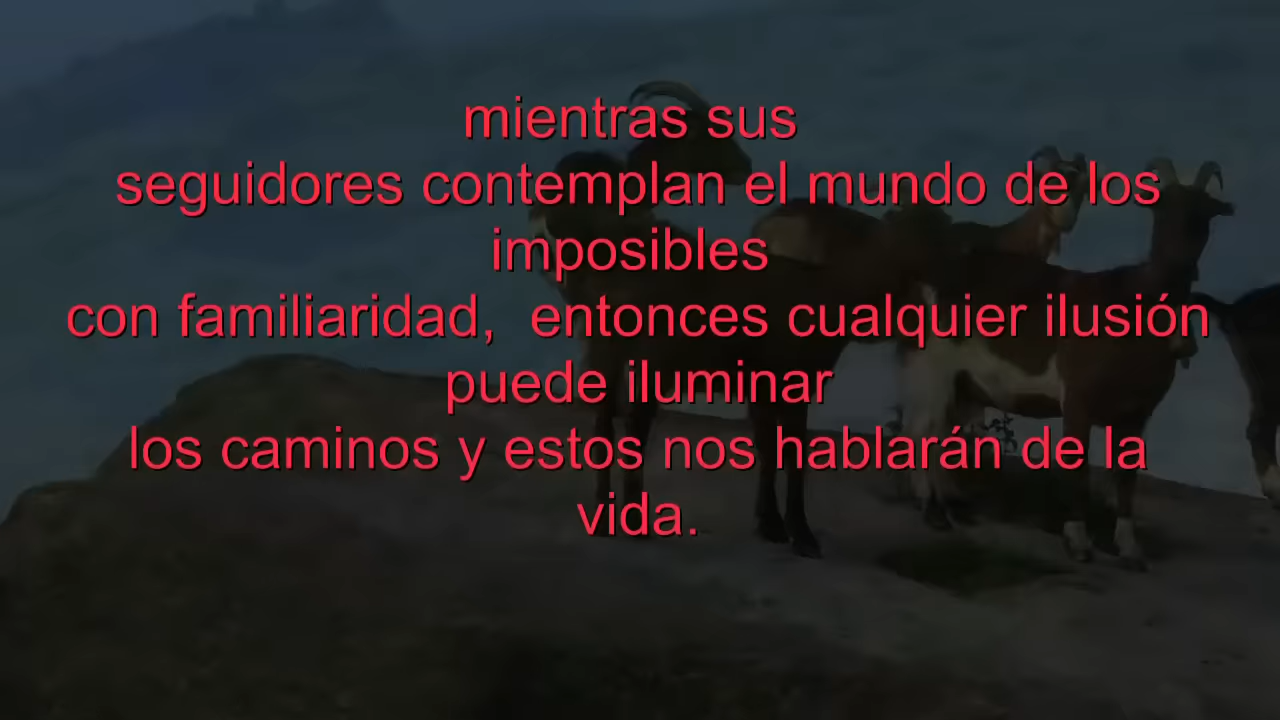 mientras sus
seguidores contemplan el mundo de los
imposibles
con familiaridad,  entonces cualquier ilusión
puede iluminar
los caminos y estos nos hablarán de la
vida.